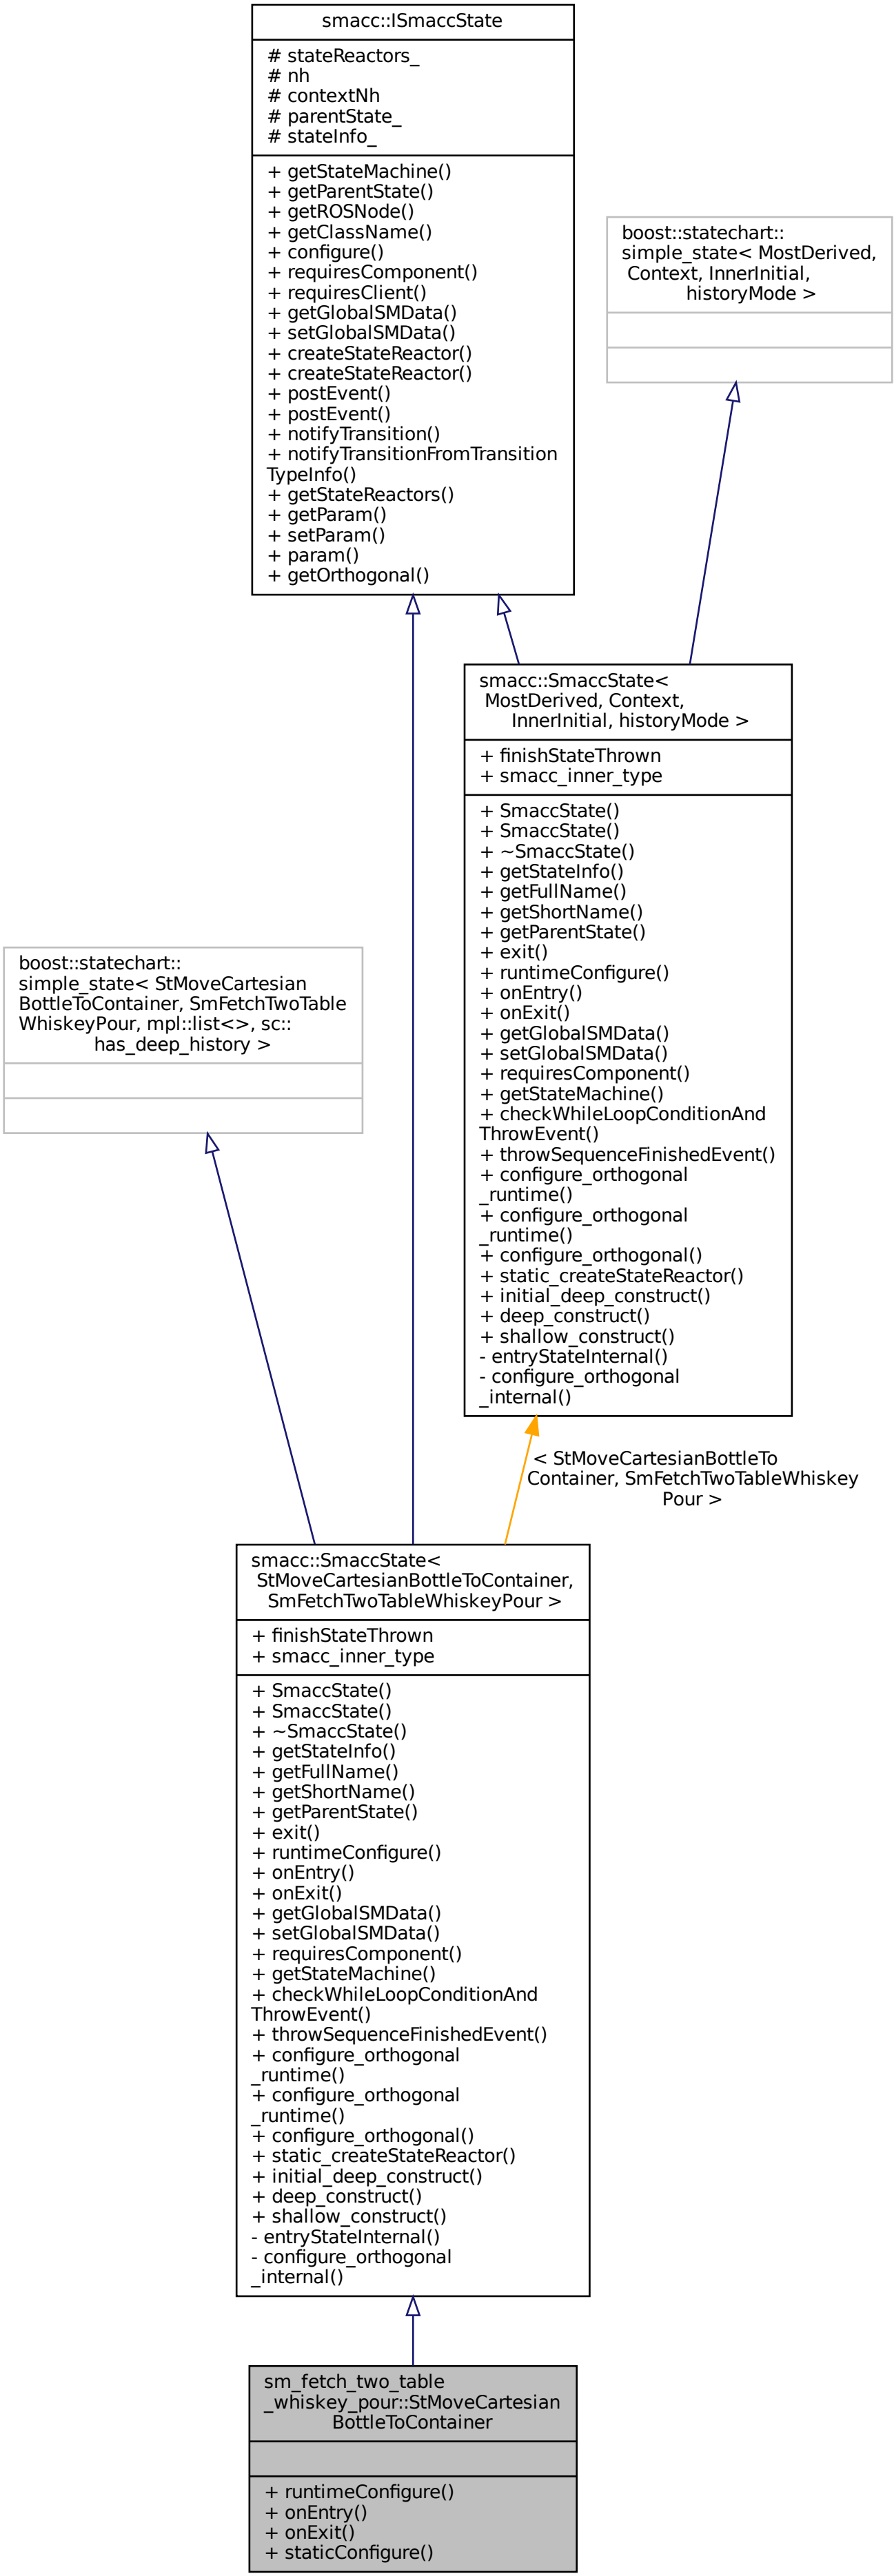 smacc::ISmaccState
# stateReactors_
# nh
# contextNh
# parentState_
# stateInfo_
+ getStateMachine()
+ getParentState()
+ getROSNode()
+ getClassName()
+ configure()
+ requiresComponent()
+ requiresClient()
+ getGlobalSMData()
+ setGlobalSMData()
+ createStateReactor()
+ createStateReactor()
+ postEvent()
+ postEvent()
+ notifyTransition()
+ notifyTransitionFromTransition
TypeInfo()
+ getStateReactors()
+ getParam()
+ setParam()
+ param()
+ getOrthogonal()
boost::statechart::
simple_state< MostDerived,
Context, InnerInitial,
historyMode >
smacc::SmaccState<
MostDerived, Context,
InnerInitial, historyMode >
+ finishStateThrown
+ smacc_inner_type
+ SmaccState()
+ SmaccState()
+ ~SmaccState()
+ getStateInfo()
+ getFullName()
+ getShortName()
+ getParentState()
+ exit()
+ runtimeConfigure()
+ onEntry()
+ onExit()
+ getGlobalSMData()
+ setGlobalSMData()
+ requiresComponent()
+ getStateMachine()
+ checkWhileLoopConditionAnd
ThrowEvent()
+ throwSequenceFinishedEvent()
+ configure_orthogonal
_runtime()
+ configure_orthogonal
_runtime()
+ configure_orthogonal()
+ static_createStateReactor()
+ initial_deep_construct()
+ deep_construct()
+ shallow_construct()
- entryStateInternal()
- configure_orthogonal
_internal()
boost::statechart::
simple_state< StMoveCartesian
BottleToContainer, SmFetchTwoTable
WhiskeyPour, mpl::list<>, sc::
has_deep_history >
< StMoveCartesianBottleTo
Container, SmFetchTwoTableWhiskey
Pour >
smacc::SmaccState<
StMoveCartesianBottleToContainer,
SmFetchTwoTableWhiskeyPour >
+ finishStateThrown
+ smacc_inner_type
+ SmaccState()
+ SmaccState()
+ ~SmaccState()
+ getStateInfo()
+ getFullName()
+ getShortName()
+ getParentState()
+ exit()
+ runtimeConfigure()
+ onEntry()
+ onExit()
+ getGlobalSMData()
+ setGlobalSMData()
+ requiresComponent()
+ getStateMachine()
+ checkWhileLoopConditionAnd
ThrowEvent()
+ throwSequenceFinishedEvent()
+ configure_orthogonal
_runtime()
+ configure_orthogonal
_runtime()
+ configure_orthogonal()
+ static_createStateReactor()
+ initial_deep_construct()
+ deep_construct()
+ shallow_construct()
- entryStateInternal()
- configure_orthogonal
_internal()
sm_fetch_two_table
_whiskey_pour::StMoveCartesian
BottleToContainer
+ runtimeConfigure()
+ onEntry()
+ onExit()
+ staticConfigure()